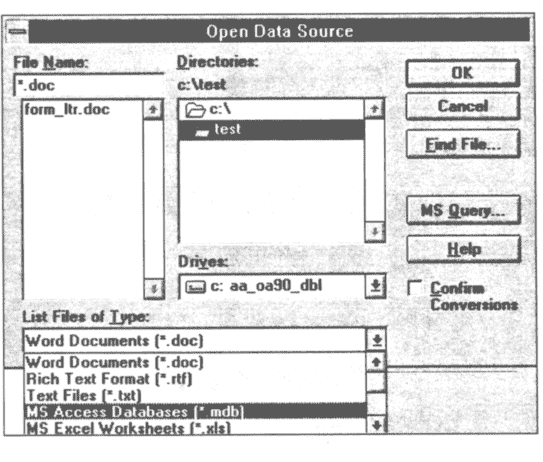 Open Data Source
File Name:
*.doc
form_ltr.doc
Directories:
c:\test
c:\
test
Drives:
c: aa_oa90_dbl
OK
Cancel
Find File...
MS Query...
Help
Confirm
Conversions
List Files of Type:
Word Documents (*.doc)
Word Documents (*.doc)
Rich Text Format (*.rtf)
Text Files (*.txt)
MS Access Databases (*.mdb)
MS Excel Worksheets (*.xls)